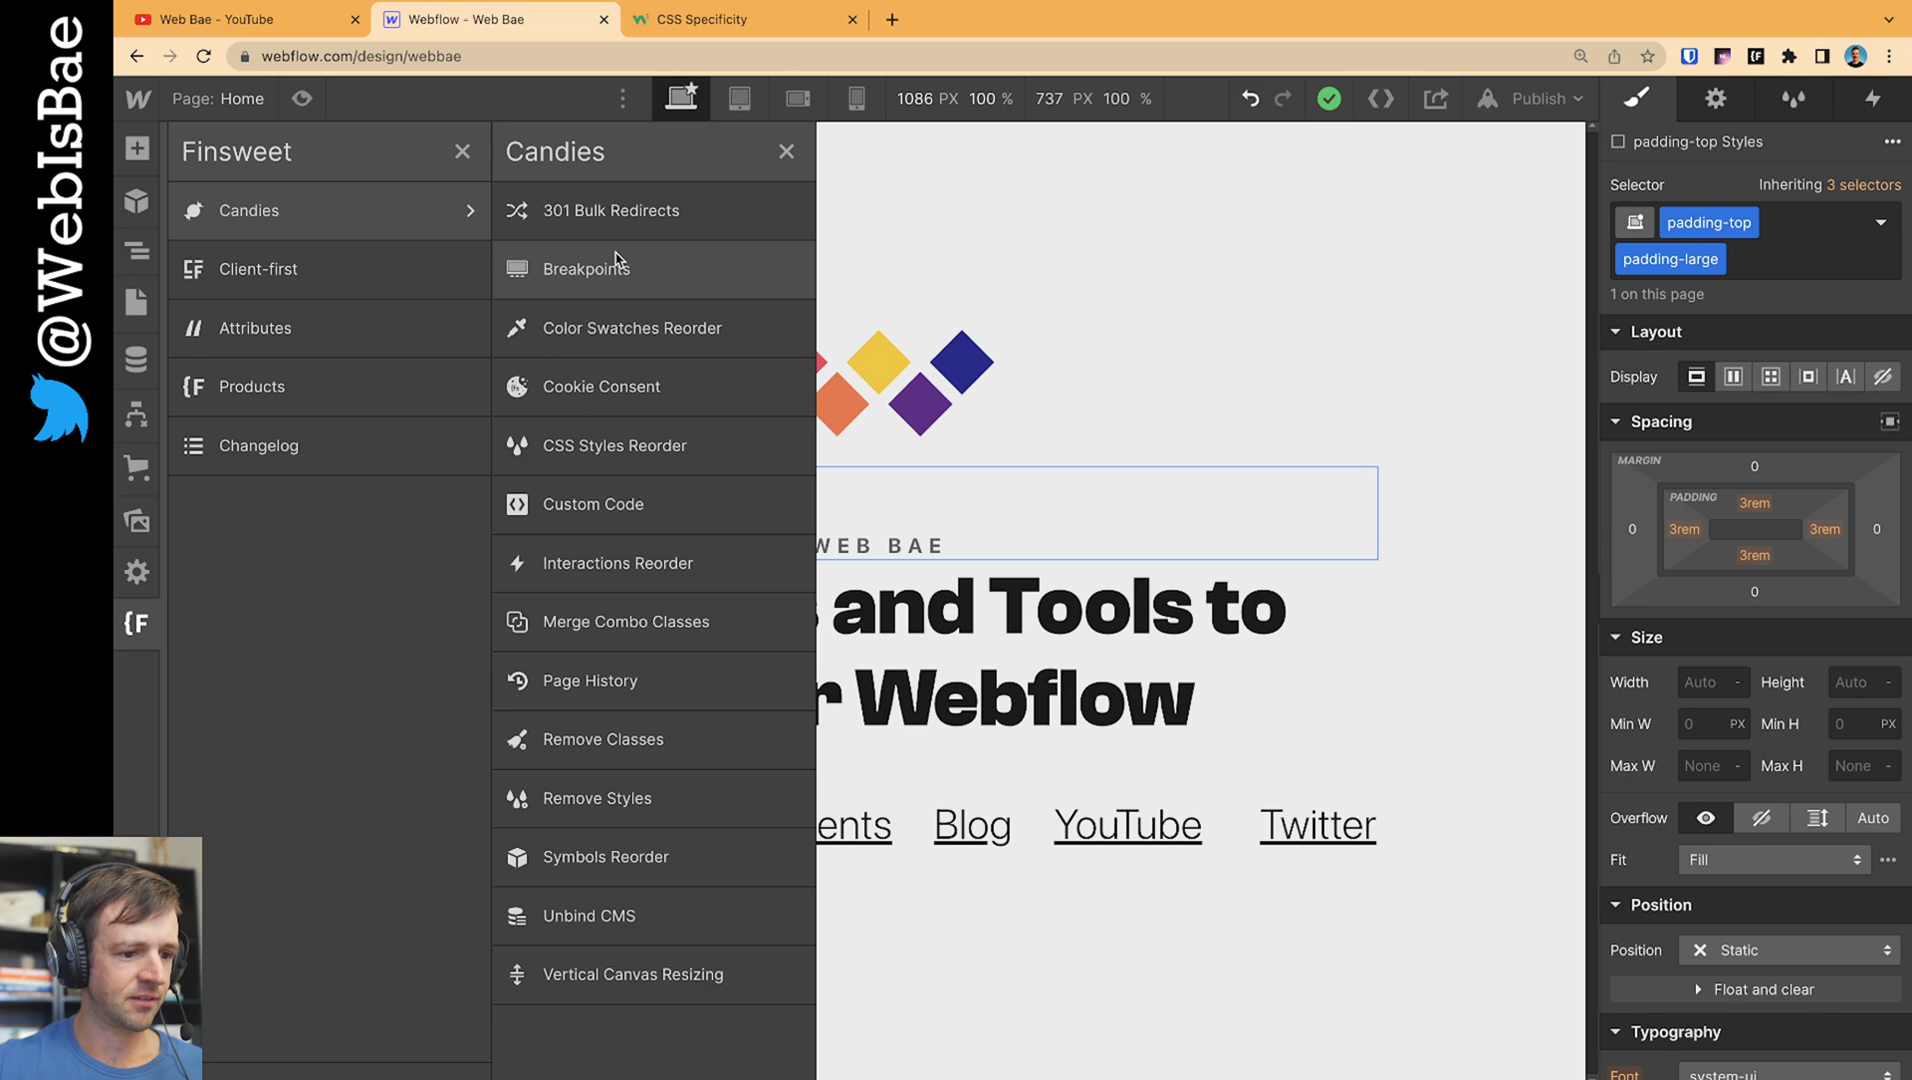 @WebIsBae
Web Bae - YouTube
Webflow - Web Bae
CSS Specificity
webflow.com/design/webbae
Page: Home
1086 PX 100 % 737 PX 100 %
Publish
Finsweet
Candies
Client-first
Attributes
Products
Changelog
{F
Candies
301 Bulk Redirects
Breakpoints
Color Swatches Reorder
Cookie Consent
CSS Styles Reorder
Custom Code
Interactions Reorder
Merge Combo Classes
Page History
Remove Classes
Remove Styles
Symbols Reorder
Unbind CMS
Vertical Canvas Resizing
WEB BAE
and Tools to
r Webflow
ents Blog YouTube Twitter
padding-top Styles
Selector Inheriting 3 selectors
padding-top
padding-large
1 on this page
Layout
Display
Spacing
MARGIN
0
PADDING
3rem
0 3rem 3rem 0
3rem
0
Size
Width Auto - Height Auto -
Min W 0 PX Min H 0 PX
Max W None - Max H None -
Overflow Auto
Fit Fill
Position
Position Static
Float and clear
Typography
Font system-ui